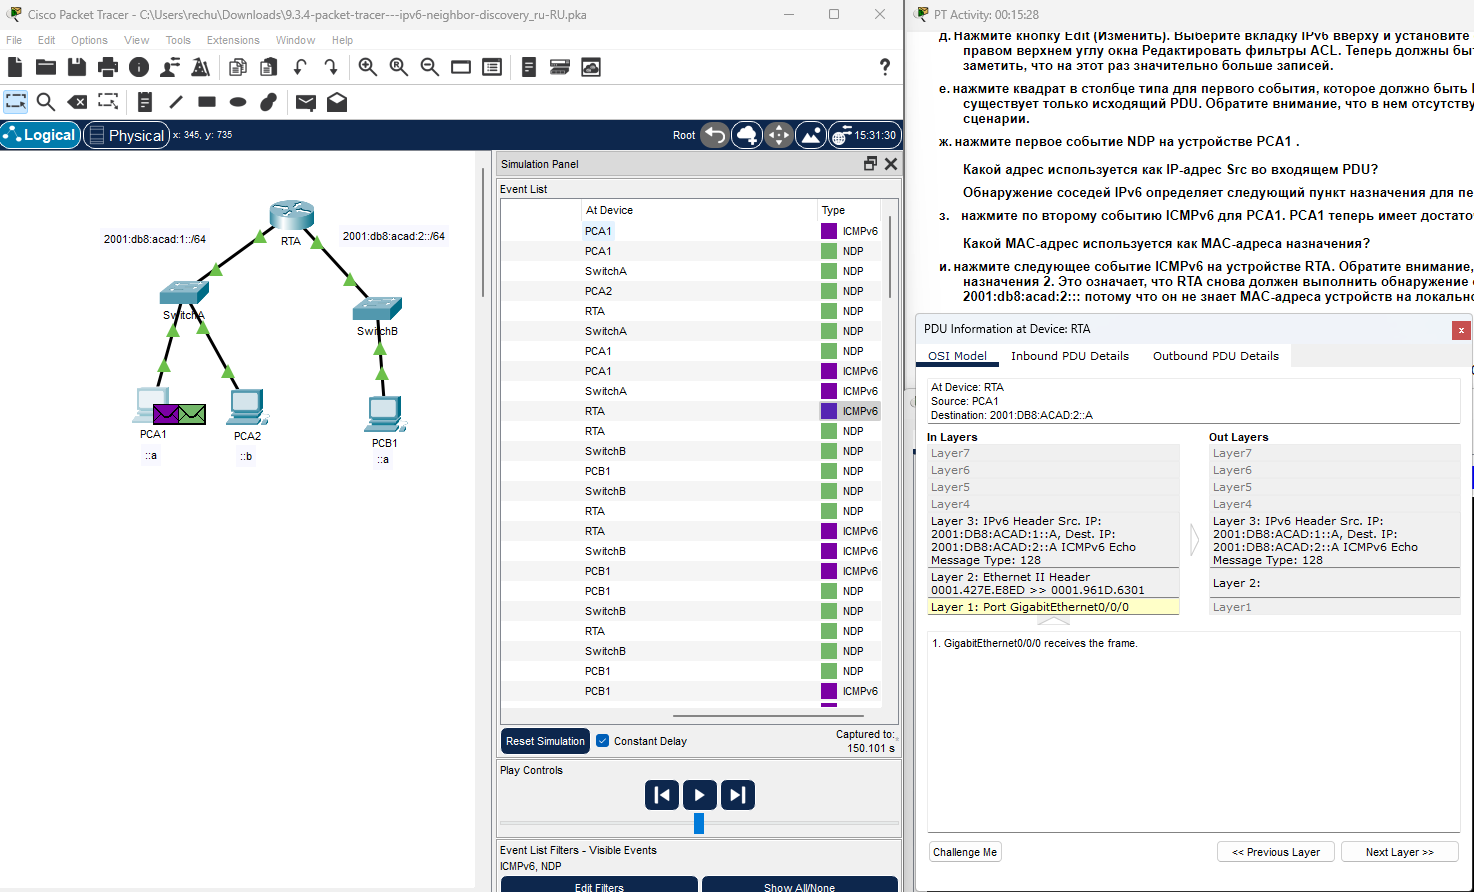 Cisco Packet Tracer - C:\Users\rechu\Downloads\9.3.4-packet-tracer---ipv6-neighbor-discovery_ru-RU.pka
File Edit Options View Tools Extensions Window Help
Logical Physical x: 345, y: 735
Root 15:31:30
2001:db8:acad:1::/64
RTA
2001:db8:acad:2::/64
SwitchA
SwitchB
PCA1
::a
PCA2
::b
PCB1
::a
Simulation Panel
Event List
At Device Type
PCA1 ICMPv6
PCA1 NDP
SwitchA NDP
PCA2 NDP
RTA NDP
SwitchA NDP
PCA1 NDP
PCA1 ICMPv6
SwitchA ICMPv6
RTA ICMPv6
RTA NDP
SwitchB NDP
PCB1 NDP
SwitchB NDP
RTA NDP
RTA ICMPv6
SwitchB ICMPv6
PCB1 ICMPv6
PCB1 NDP
SwitchB NDP
RTA NDP
SwitchB NDP
PCB1 NDP
PCB1 ICMPv6
Reset Simulation Constant Delay
Captured to:
150.101 s
Play Controls
Event List Filters - Visible Events
ICMPv6, NDP
Edit Filters Show All/None
PT Activity: 00:15:28
д. Нажмите кнопку Edit (Изменить). Выберите вкладку IPv6 вверху и установите
правом верхнем углу окна Редактировать фильтры ACL. Теперь должны
заметить, что на этот раз значительно больше записей.
е. нажмите квадрат в столбце типа для первого события, которое должно быть
существует только исходящий PDU. Обратите внимание, что в нем
сценарии.
ж. нажмите первое событие NDP на устройстве PCA1 .
Какой адрес используется как IP-адрес Src во входящем PDU?
Обнаружение соседей IPv6 определяет следующий пункт назначения для
з. нажмите по второму событию ICMPv6 для PCA1. PCA1 теперь имеет
Какой MAC-адрес используется как MAC-адреса назначения?
и. нажмите следующее событие ICMPv6 на устройстве RTA. Обратите внимание,
назначения 2. Это означает, что RTA снова должен выполнить обнаружение
2001:db8:acad:2::: потому что он не знает MAC-адреса устройств на
PDU Information at Device: RTA
OSI Model Inbound PDU Details Outbound PDU Details
At Device: RTA
Source: PCA1
Destination: 2001:DB8:ACAD:2::A
In Layers
Layer7
Layer6
Layer5
Layer4
Layer 3: IPv6 Header Src. IP:
2001:DB8:ACAD:1::A, Dest. IP:
2001:DB8:ACAD:2::A ICMPv6 Echo
Message Type: 128
Layer 2: Ethernet II Header
0001.427E.E8ED >> 0001.961D.6301
Layer 1: Port GigabitEthernet0/0/0
Out Layers
Layer7
Layer6
Layer5
Layer4
Layer 3: IPv6 Header Src. IP:
2001:DB8:ACAD:1::A, Dest. IP:
2001:DB8:ACAD:2::A ICMPv6 Echo
Message Type: 128
Layer 2:
Layer1
1. GigabitEthernet0/0/0 receives the frame.
Challenge Me << Previous Layer Next Layer >>